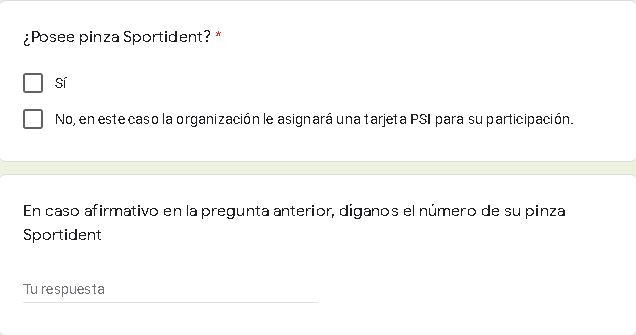 ¿Posee pinza Sportident? *
Sí
No, en este caso la organización le asignará una tarjeta PSI para su participación.
En caso afirmativo en la pregunta anterior, díganos el número de su pinza
Sportident
Tu respuesta